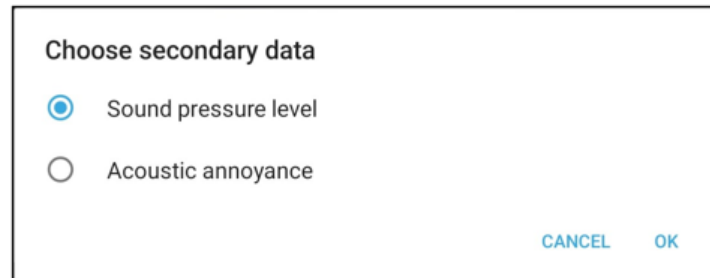 Choose secondary data
Sound pressure level
Acoustic annoyance
CANCEL OK